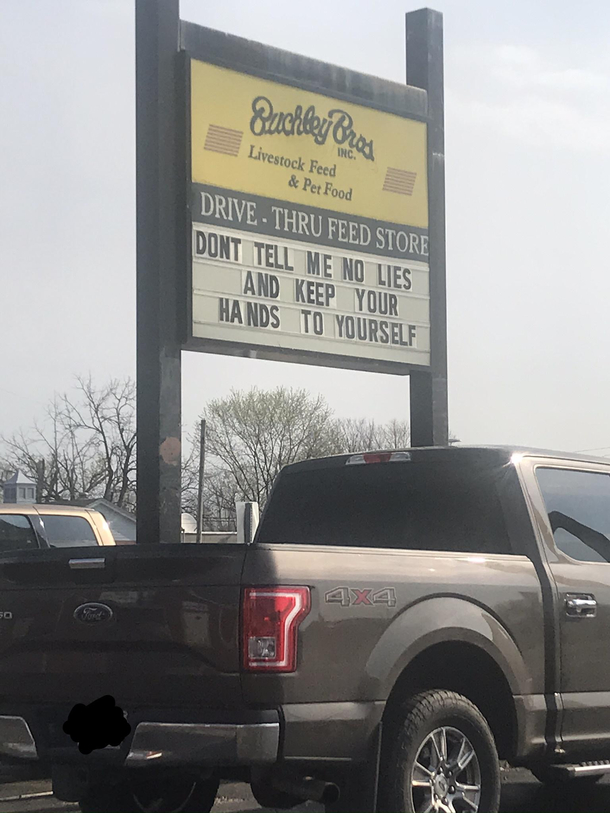 Buchley Bros
INC.
Livestock Feed
& Pet Food
DRIVE - THRU FEED STORE
DONT TELL ME NO LIES
AND KEEP YOUR
HANDS TO YOURSELF
4X4
Ford